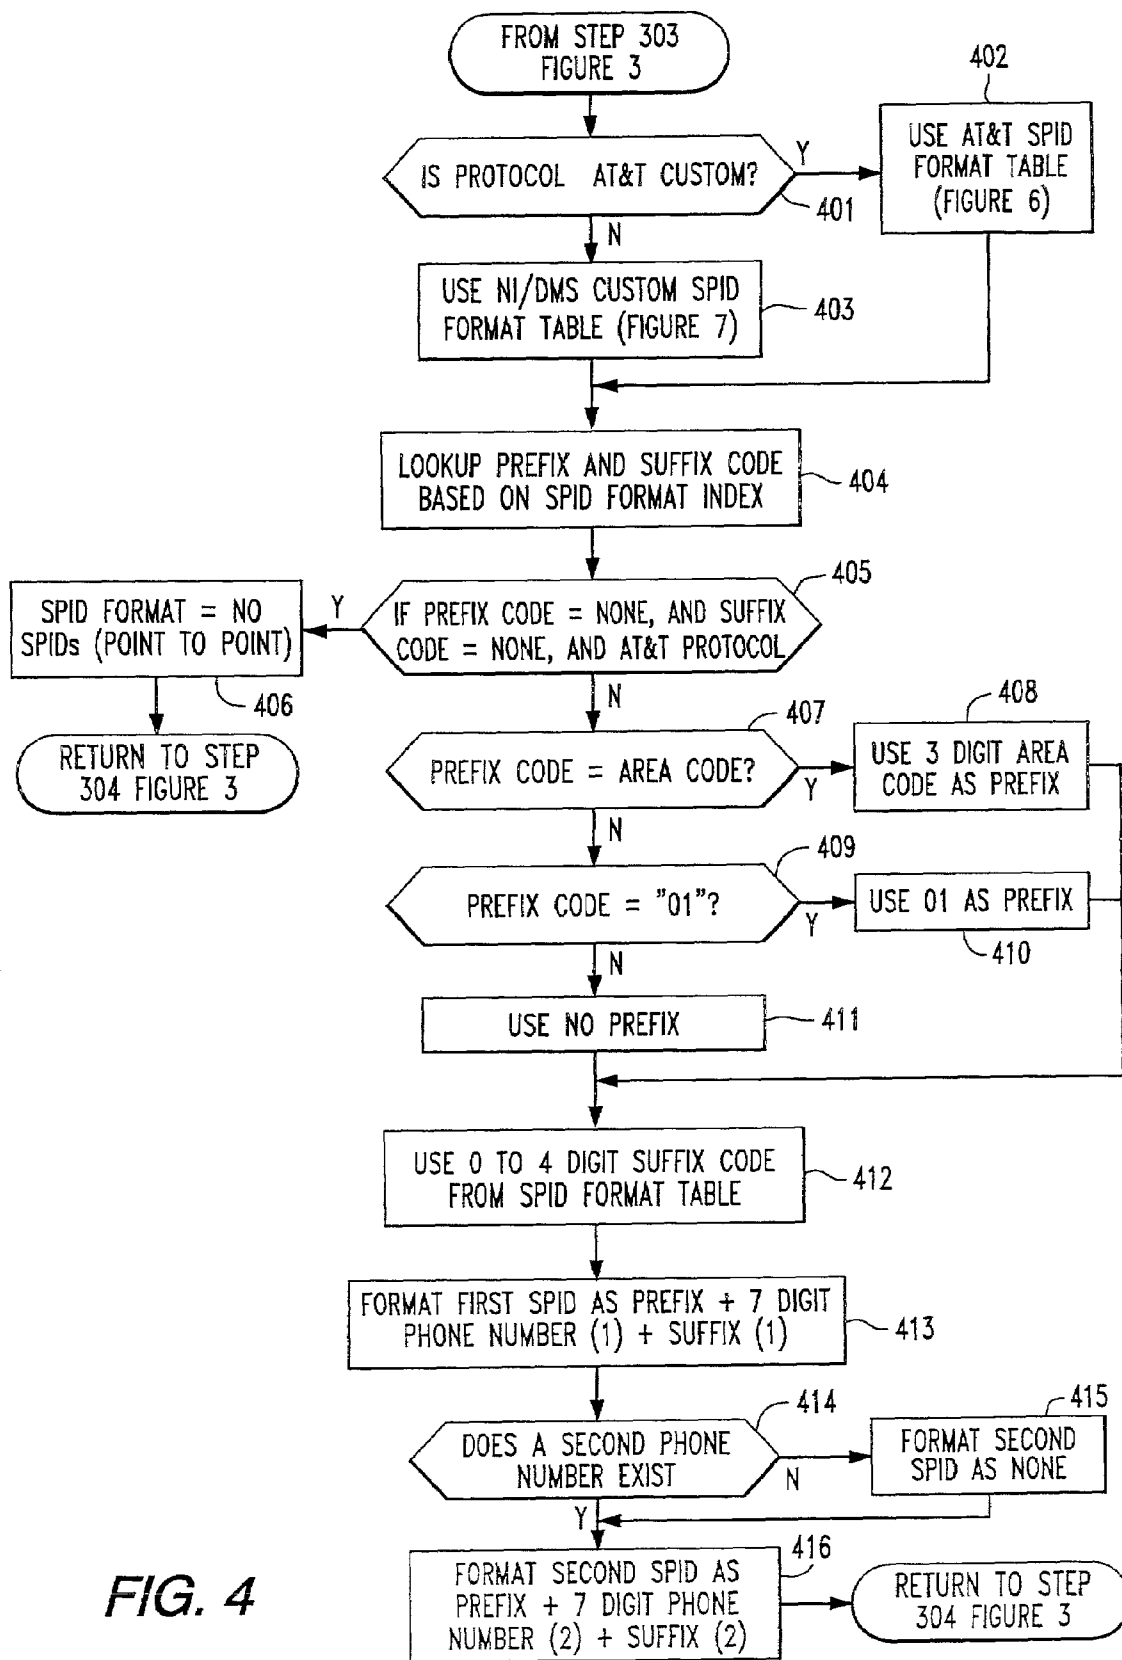 FROM STEP 303
FIGURE 3
IS PROTOCOL AT&T CUSTOM?
Y
401
402
USE AT&T SPID
FORMAT TABLE
(FIGURE 6)
N
USE NI/DMS CUSTOM SPID
FORMAT TABLE (FIGURE 7)
403
LOOKUP PREFIX AND SUFFIX CODE
BASED ON SPID FORMAT INDEX
404
405
IF PREFIX CODE = NONE, AND SUFFIX
CODE = NONE, AND AT&T PROTOCOL
Y
SPID FORMAT = NO
SPIDs (POINT TO POINT)
406
RETURN TO STEP
304 FIGURE 3
N
407
PREFIX CODE = AREA CODE?
Y
408
USE 3 DIGIT AREA
CODE AS PREFIX
N
409
PREFIX CODE = "01"?
Y
USE 01 AS PREFIX
410
N
USE NO PREFIX
411
USE 0 TO 4 DIGIT SUFFIX CODE
FROM SPID FORMAT TABLE
412
FORMAT FIRST SPID AS PREFIX + 7 DIGIT
PHONE NUMBER (1) + SUFFIX (1)
413
414
DOES A SECOND PHONE
NUMBER EXIST
N
415
FORMAT SECOND
SPID AS NONE
Y
416
FORMAT SECOND SPID AS
PREFIX + 7 DIGIT PHONE
NUMBER (2) + SUFFIX (2)
RETURN TO STEP
304 FIGURE 3
FIG. 4